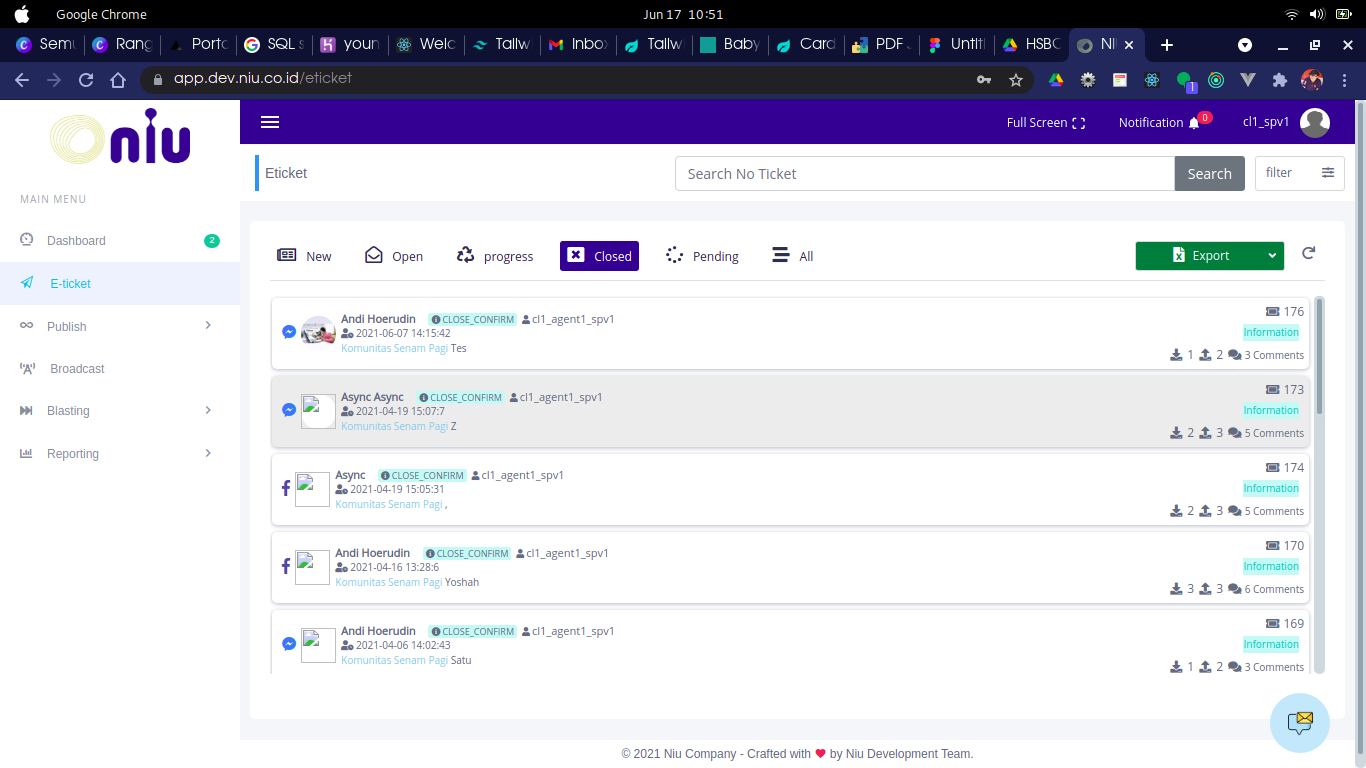 Google Chrome
Jun 17 10:51
Sem
Rang
Porto
SQL s
youn
Welc
Tailw
Inbox
Tailw
Baby
Card
PDF
Untit
HSBC
NI
app.dev.niu.co.id/eticket
1
niu
Full Screen
Notification
0
cl1_spv1
MAIN MENU
Dashboard
2
E-ticket
Publish
Broadcast
Blasting
Reporting
Eticket
Search No Ticket
Search
filter
New
Open
progress
Closed
Pending
All
Export
Andi Hoerudin CLOSE_CONFIRM cl1_agent1_spv1
2021-06-07 14:15:42
Komunitas Senam Pagi Tes
176
Information
1 2 3 Comments
Async Async CLOSE_CONFIRM cl1_agent1_spv1
2021-04-19 15:07:7
Komunitas Senam Pagi Z
173
Information
2 3 5 Comments
Async CLOSE_CONFIRM cl1_agent1_spv1
2021-04-19 15:05:31
Komunitas Senam Pagi ,
174
Information
2 3 5 Comments
Andi Hoerudin CLOSE_CONFIRM cl1_agent1_spv1
2021-04-16 13:28:6
Komunitas Senam Pagi Yoshah
170
Information
3 3 6 Comments
Andi Hoerudin CLOSE_CONFIRM cl1_agent1_spv1
2021-04-06 14:02:43
Komunitas Senam Pagi Satu
169
Information
1 2 3 Comments
© 2021 Niu Company - Crafted with ❤ by Niu Development Team.